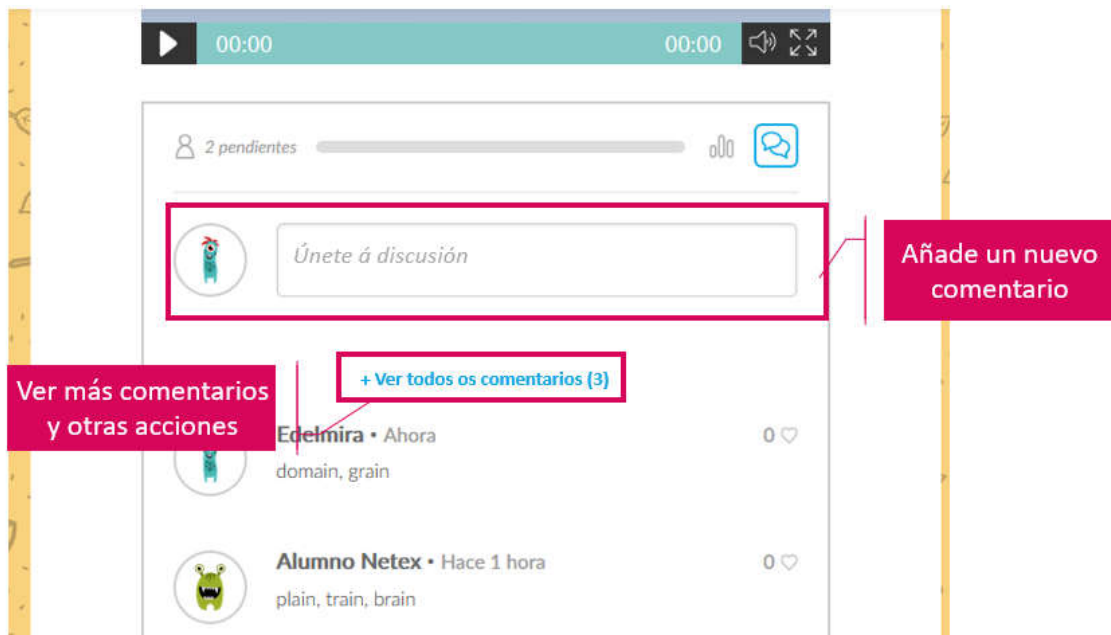 00:00 00:00
2 pendientes
Únete á discusión
Añade un nuevo
comentario
+ Ver todos os comentarios (3)
Ver más comentarios
y otras acciones
Edelmira • Ahora 0
domain, grain
Alumno Netex • Hace 1 hora 0
plain, train, brain